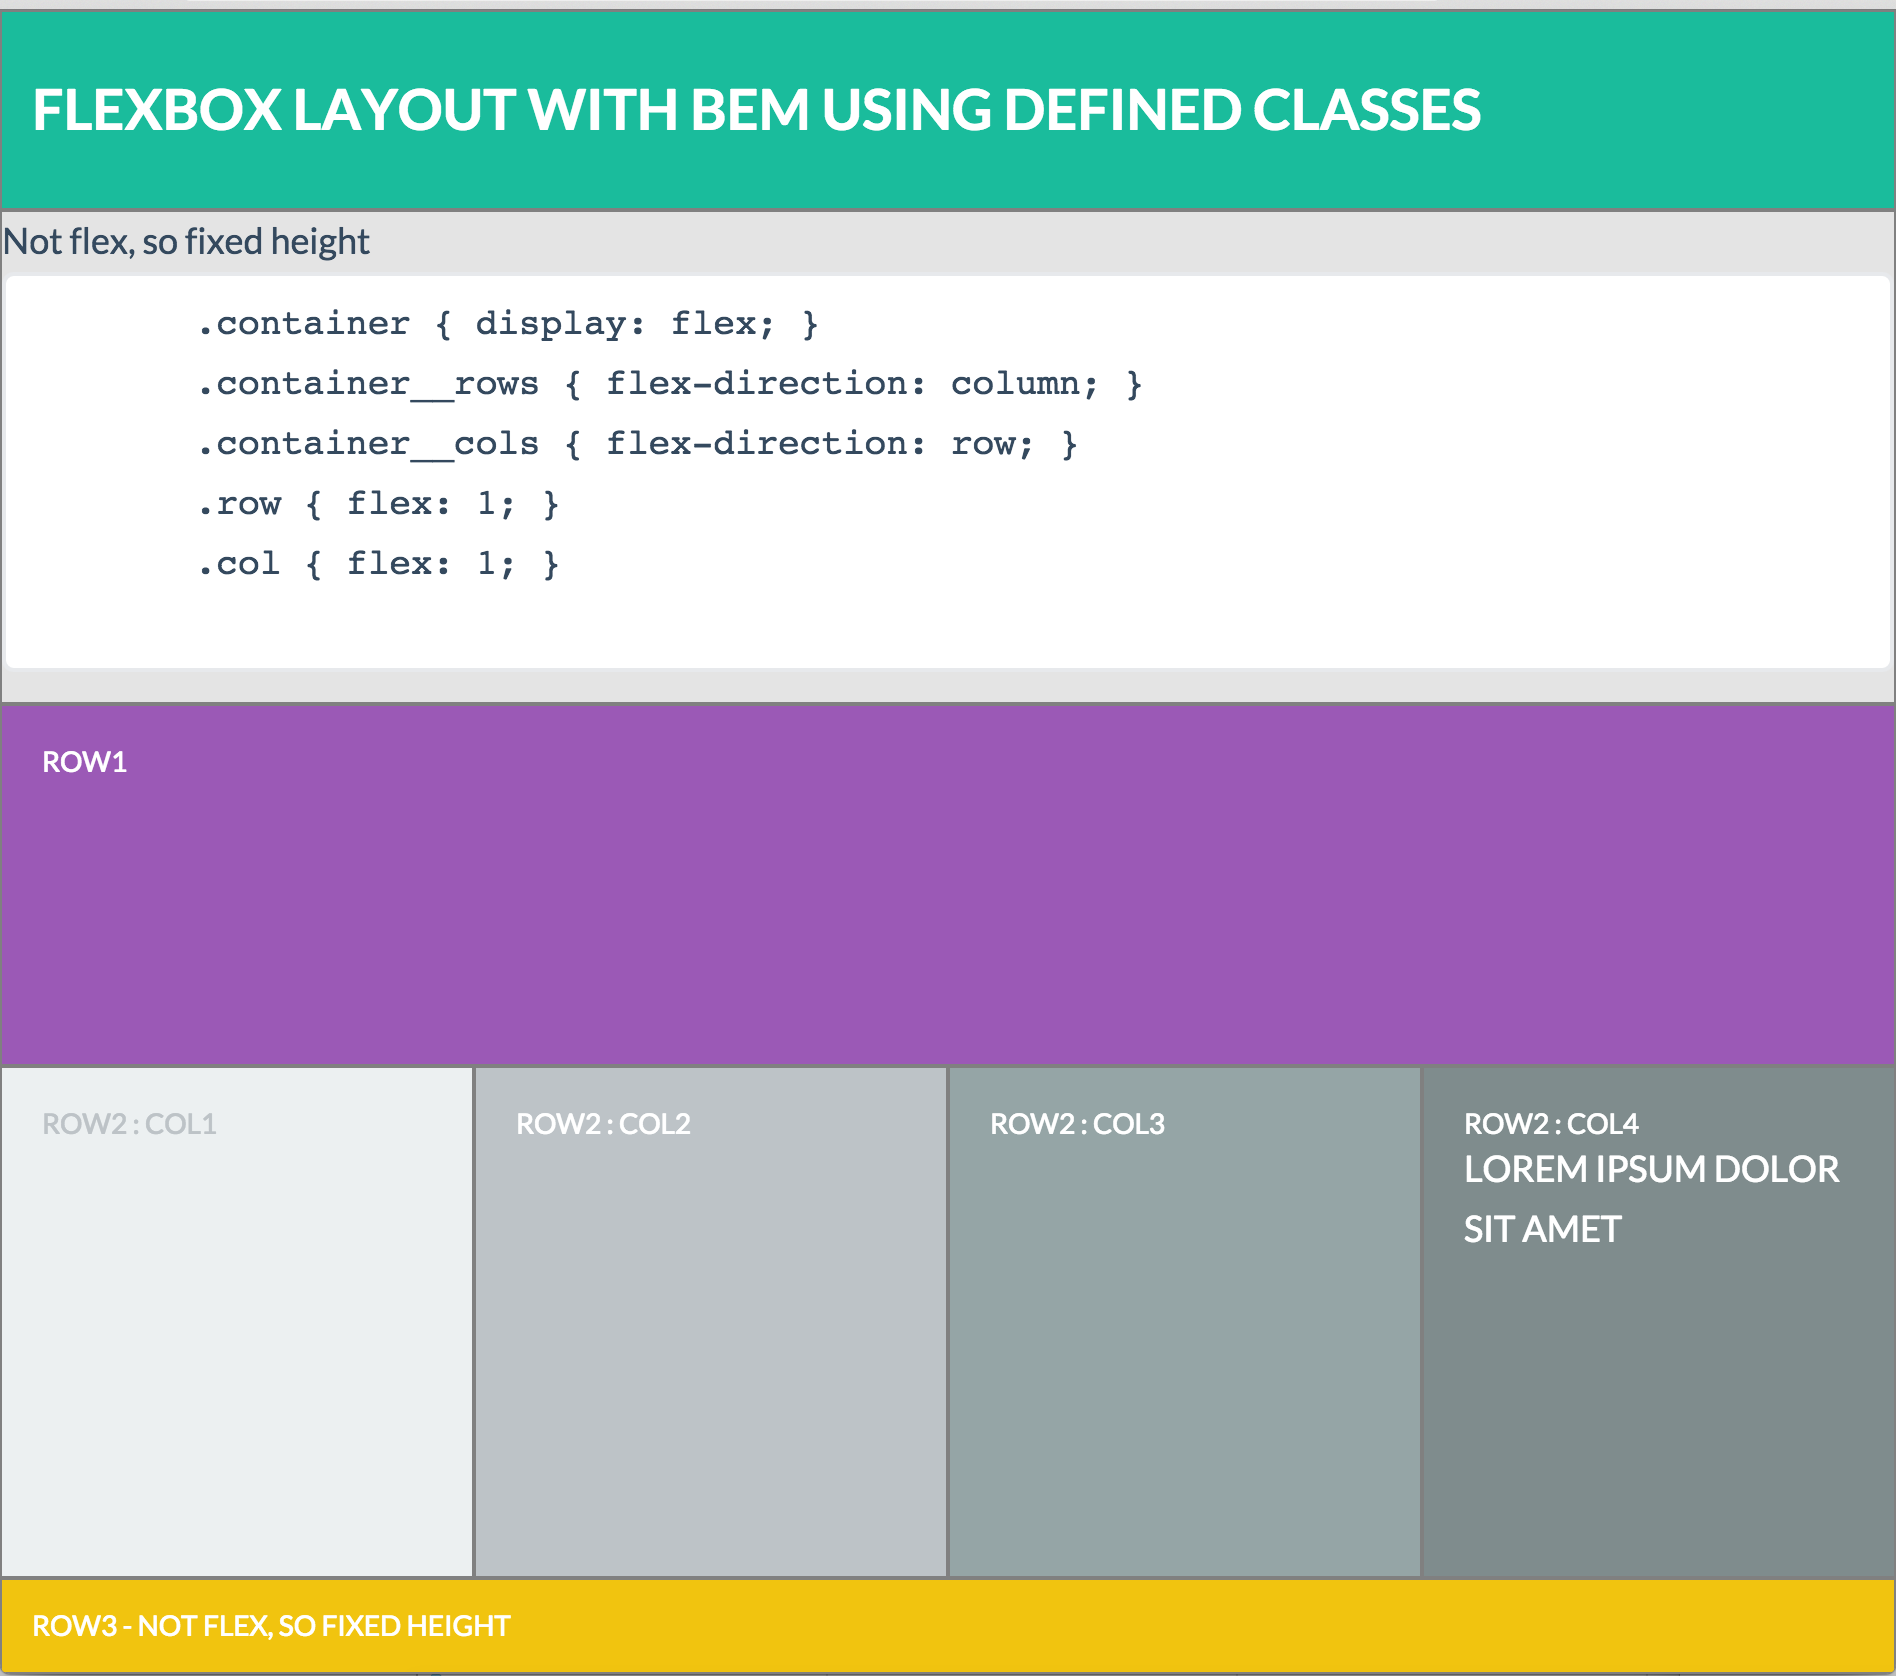 FLEXBOX LAYOUT WITH BEM USING DEFINED CLASSES
Not flex, so fixed height
.container { display: flex; }
.container__rows { flex-direction: column; }
.container__cols { flex-direction: row; }
.row { flex: 1; }
.col { flex: 1; }
ROW1
ROW2 : COL1
ROW2 : COL2
ROW2 : COL3
ROW2 : COL4
LOREM IPSUM DOLOR
SIT AMET
ROW3 - NOT FLEX, SO FIXED HEIGHT